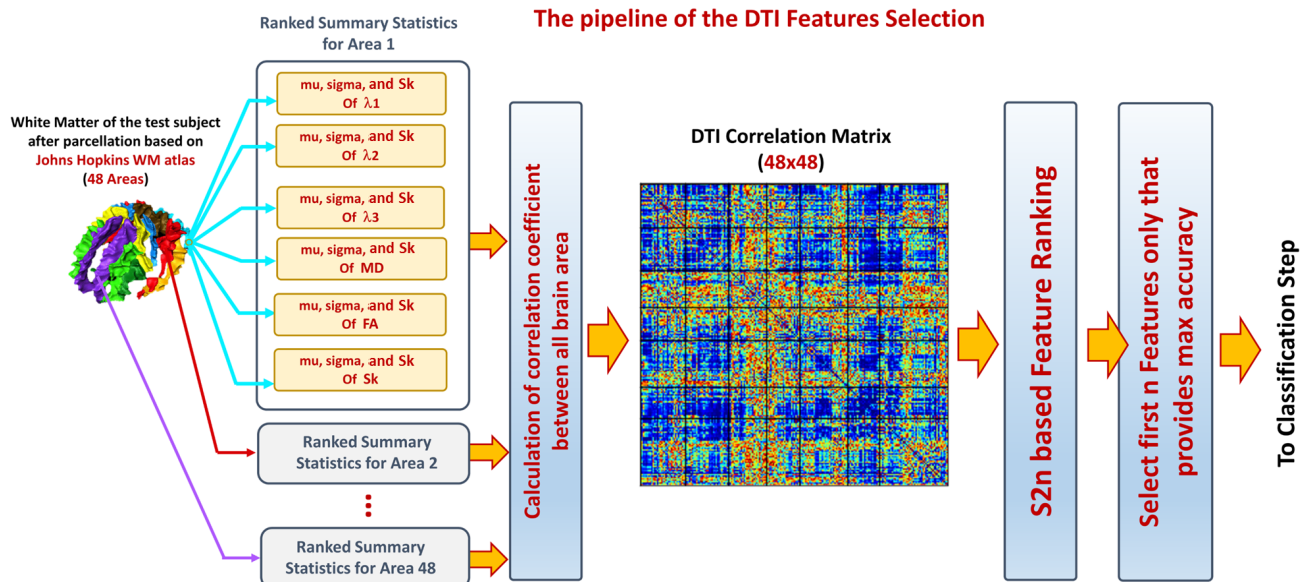 The pipeline of the DTI Features Selection
Ranked Summary Statistics
for Area 1
White Matter of the test subject
after parcellation based on
Johns Hopkins WM atlas
(48 Areas)
mu, sigma, and Sk
Of λ1
mu, sigma, and Sk
Of λ2
mu, sigma, and Sk
Of λ3
mu, sigma, and Sk
Of MD
mu, sigma, and Sk
Of FA
mu, sigma, and Sk
Of Sk
Ranked Summary
Statistics for Area 2
Ranked Summary
Statistics for Area 48
Calculation of correlation coefficient
between all brain area
DTI Correlation Matrix
(48x48)
S2n based Feature Ranking
Select first n Features only that
provides max accuracy
To Classification Step